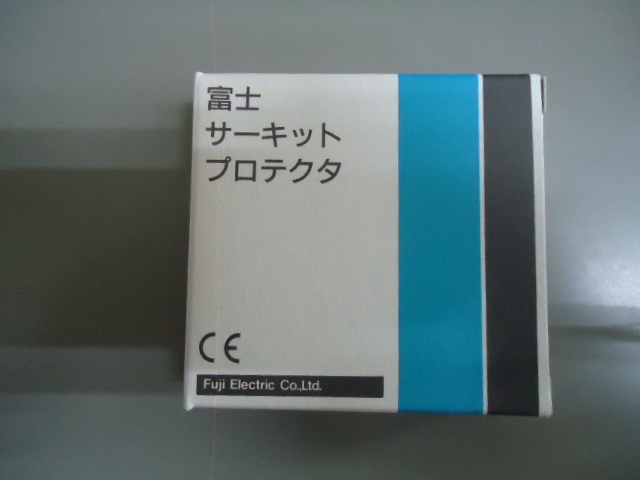 富士
サーキット
プロテクタ
CE
Fuji Electric Co.,Ltd.